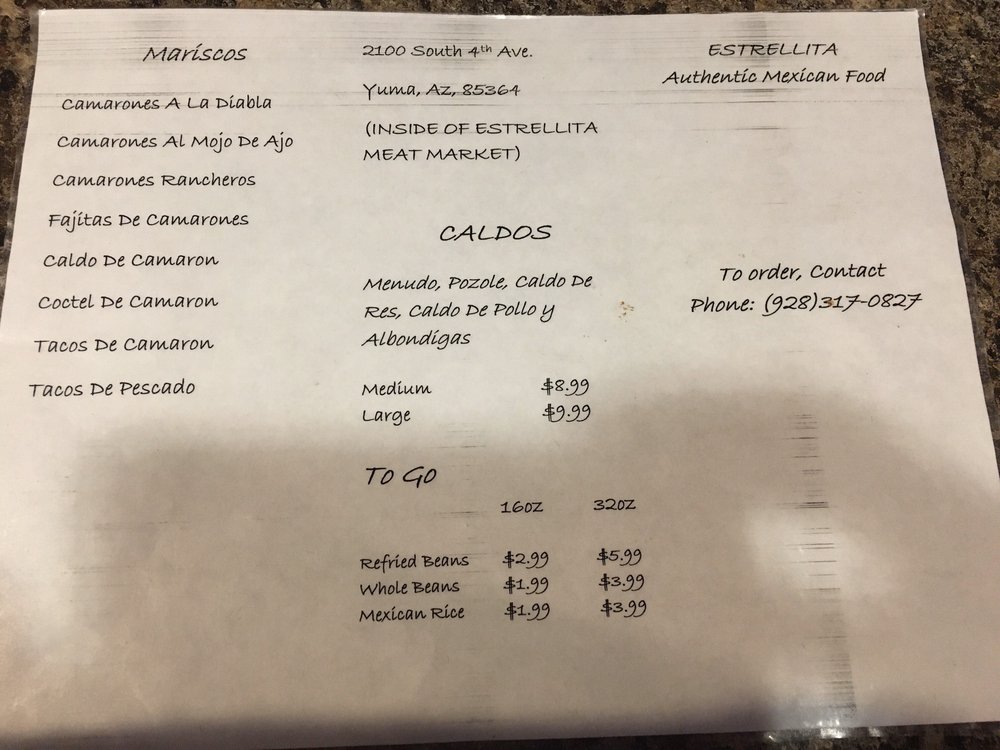 Mariscos
Camarones A La Diabla
Camarones Al Mojo De Ajo
Camarones Rancheros
Fajitas De Camarones
Caldo De Camaron
Coctel De Camaron
Tacos De Camaron
Tacos De Pescado
2100 South 4th Ave.
Yuma, Az, 85364
(INSIDE OF ESTRELLITA
MEAT MARKET)
CALDOS
Menudo, Pozole, Caldo De
Res, Caldo De Pollo y
Albondigas
Medium $8.99
Large $9.99
To Go
16oz 32oz
Refried Beans $2.99 $5.99
Whole Beans $1.99 $3.99
Mexican Rice $1.99 $3.99
ESTRELLITA
Authentic Mexican Food
To order, Contact
Phone: (928)317-0827